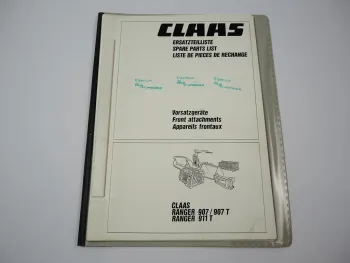 CLAAS
ERSATZTEILLISTE
SPARE PARTS LIST
LISTE DE PIECES DE RECHANGE
Vorsatzgeräte
Front attachments
Appareils frontaux
CLAAS
RANGER 907/907 T
RANGER 911 T